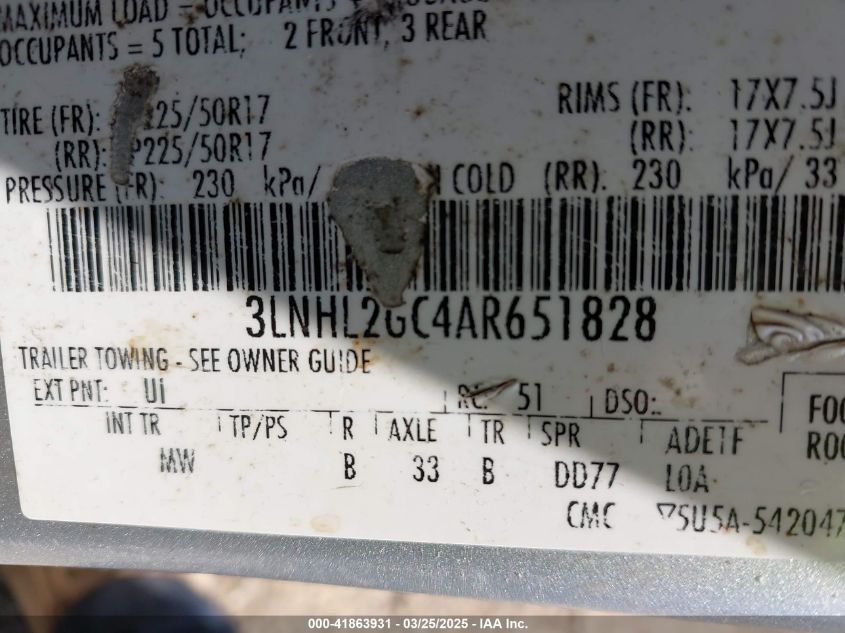 MAXIMUM LOAD = OCCUPANTS +
OCCUPANTS = 5 TOTAL; 2 FRONT, 3 REAR
TIRE (FR): P225/50R17 RIMS (FR): 17X7.5J
(RR): P225/50R17 (RR): 17X7.5J
PRESSURE (FR): 230 kPa/ COLD (RR): 230 kPa/ 33
3LNHL2GC4AR651828
TRAILER TOWING - SEE OWNER GUIDE
EXT PNT: UI RC: 51 DSO:
INT TR TP/PS R AXLE TR SPR
MW B 33 B DD77
CMC 5U5A-542047
000-41863931 - 03/25/2025 - IAA Inc.